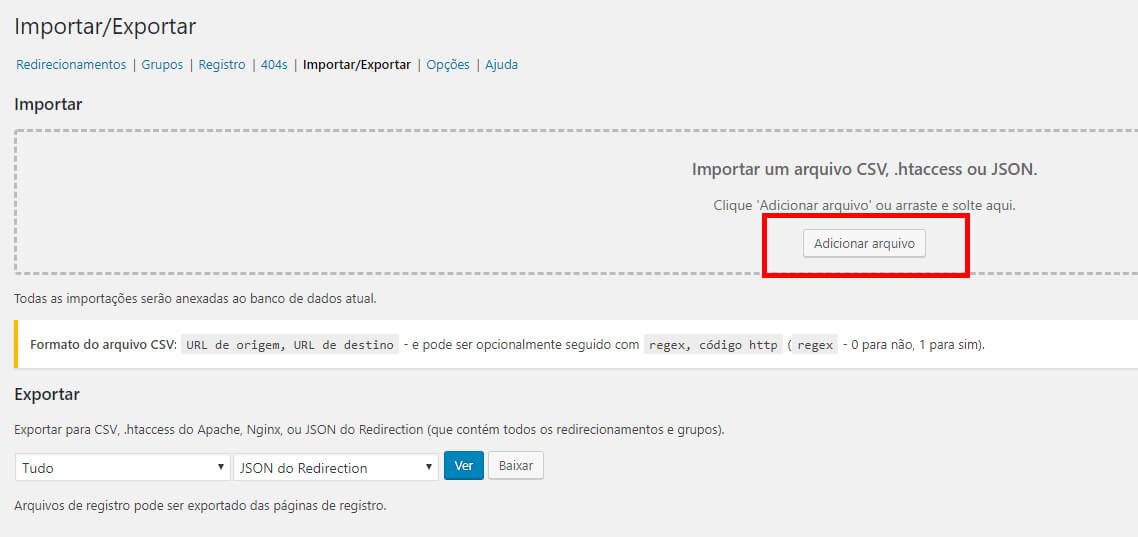 Importar/Exportar
Redirecionamentos | Grupos | Registro | 404s | Importar/Exportar | Opções | Ajuda
Importar
Importar um arquivo CSV, .htaccess ou JSON.
Clique 'Adicionar arquivo' ou arraste e solte aqui.
Adicionar arquivo
Todas as importações serão anexadas ao banco de dados atual.
Formato do arquivo CSV: URL de origem, URL de destino - e pode ser opcionalmente seguido com regex, código http (regex - 0 para não, 1 para sim).
Exportar
Exportar para CSV, .htaccess do Apache, Nginx, ou JSON do Redirection (que contém todos os redirecionamentos e grupos).
Tudo JSON do Redirection Ver Baixar
Arquivos de registro pode ser exportado das páginas de registro.